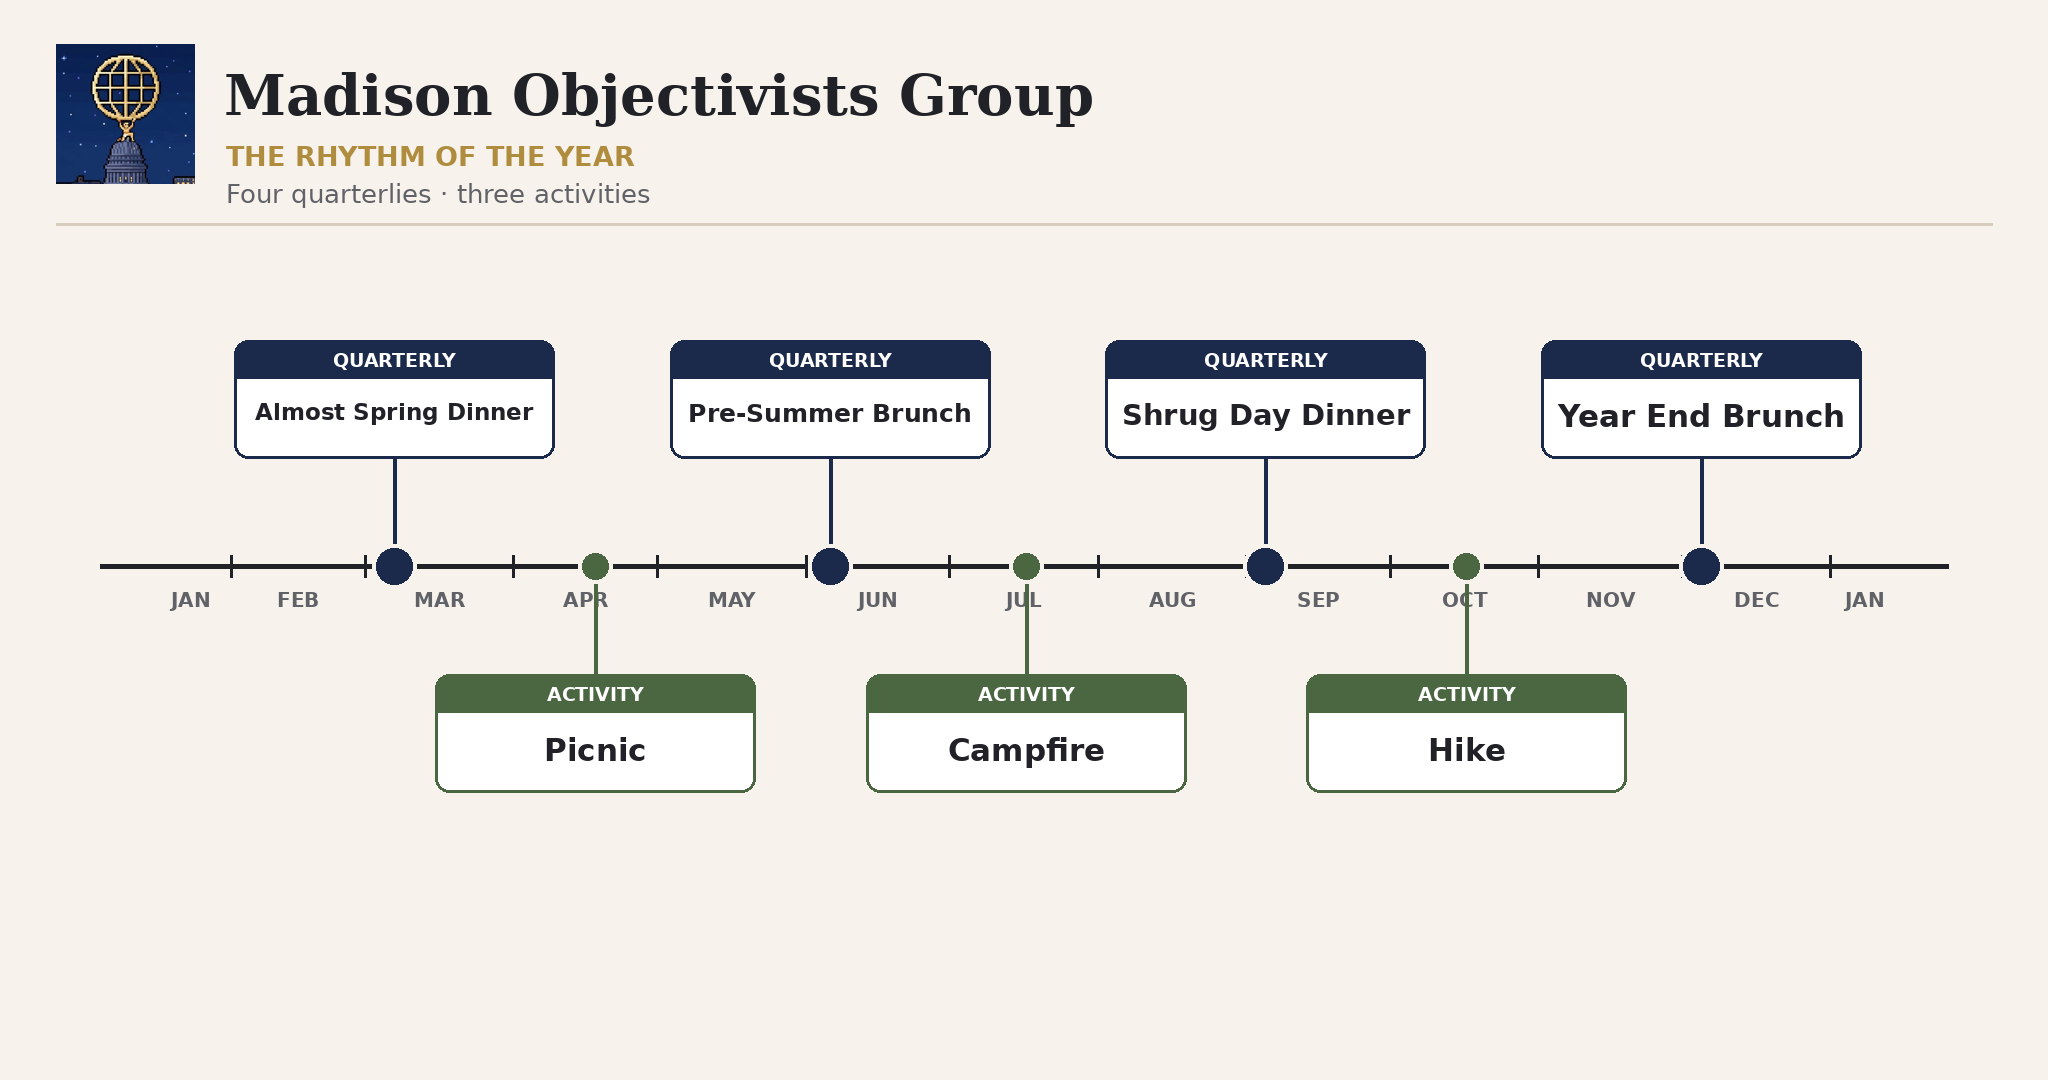 Madison Objectivists Group
THE RHYTHM OF THE YEAR
Four quarterlies · three activities
QUARTERLY
Almost Spring Dinner
QUARTERLY
Pre-Summer Brunch
QUARTERLY
Shrug Day Dinner
QUARTERLY
Year End Brunch
JAN FEB MAR APR MAY JUN JUL AUG SEP OCT NOV DEC JAN
ACTIVITY
Picnic
ACTIVITY
Campfire
ACTIVITY
Hike